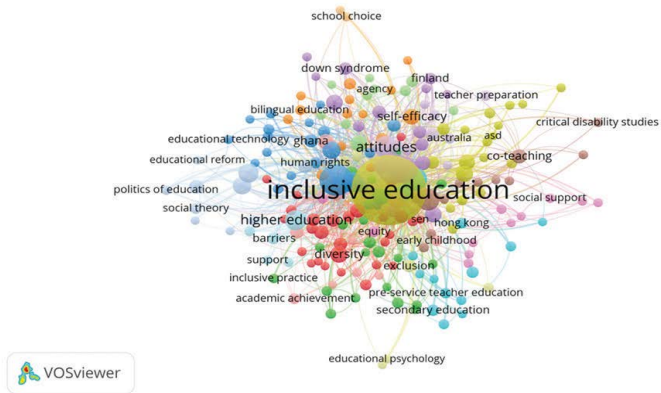 school choice
down syndrome
finland
agency
teacher preparation
bilingual education
self-efficacy
critical disability studies
educational technology
ghana
attitudes
australia
asd
educational reform
human rights
co-teaching
politics of education
inclusive education
social support
social theory
higher education
sen
hong kong
barriers
equity
early childhood
support
diversity
exclusion
inclusive practice
academic achievement
pre-service teacher education
secondary education
educational psychology
VOSviewer